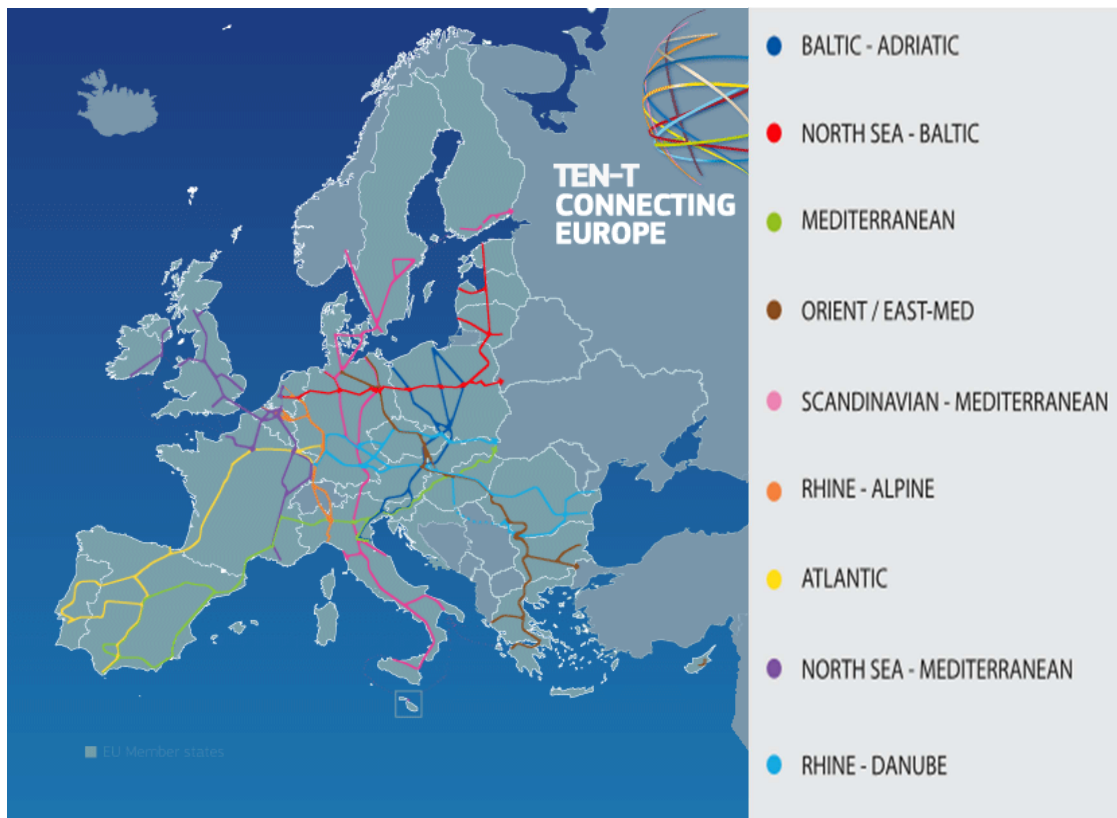 TEN-T
CONNECTING
EUROPE
EU Member states
BALTIC - ADRIATIC
NORTH SEA - BALTIC
MEDITERRANEAN
ORIENT / EAST-MED
SCANDINAVIAN - MEDITERRANEAN
RHINE - ALPINE
ATLANTIC
NORTH SEA - MEDITERRANEAN
RHINE - DANUBE